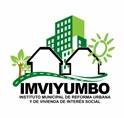 IMVIYUMBO
INSTITUTO MUNICIPAL DE REFORMA URBANA
Y DE VIVIENDA DE INTERÉS SOCIAL